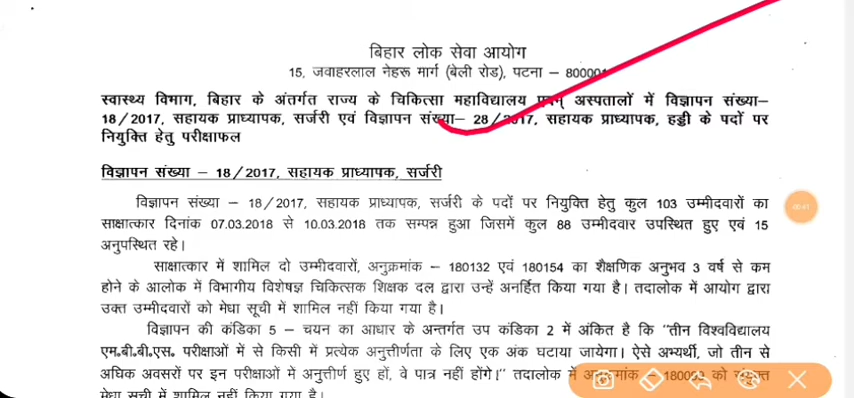 बिहार लोक सेवा आयोग
15, जवाहरलाल नेहरू मार्ग (बेली रोड), पटना – 800001
स्वास्थ्य विभाग, बिहार के अंतर्गत राज्य के चिकित्सा महाविद्यालय एवम् अस्पतालों में विज्ञापन संख्या–
18/2017, सहायक प्राध्यापक, सर्जरी एवं विज्ञापन संख्या– 28/2017, सहायक प्राध्यापक, हड्डी के पदों पर
नियुक्ति हेतु परीक्षाफल
विज्ञापन संख्या – 18/2017, सहायक प्राध्यापक, सर्जरी
विज्ञापन संख्या – 18/2017, सहायक प्राध्यापक, सर्जरी के पदों पर नियुक्ति हेतु कुल 103 उम्मीदवारों का
साक्षात्कार दिनांक 07.03.2018 से 10.03.2018 तक सम्पन्न हुआ जिसमें कुल 88 उम्मीदवार उपस्थित हुए एवं 15
अनुपस्थित रहे।
साक्षात्कार में शामिल दो उम्मीदवारों, अनुक्रमांक – 180132 एवं 180154 का शैक्षणिक अनुभव 3 वर्ष से कम
होने के आलोक में विभागीय विशेषज्ञ चिकित्सक शिक्षक दल द्वारा उन्हें अनर्हित किया गया है। तदालोक में आयोग द्वारा
उक्त उम्मीदवारों को मेधा सूची में शामिल नहीं किया गया है।
विज्ञापन की कंडिका 5 – चयन का आधार के अन्तर्गत उप कंडिका 2 में अंकित है कि "तीन विश्वविद्यालय
एम.बी.बी.एस. परीक्षाओं में से किसी में प्रत्येक अनुत्तीर्णता के लिए एक अंक घटाया जायेगा। ऐसे अभ्यर्थी, जो तीन से
अधिक अवसरों पर इन परीक्षाओं में अनुत्तीर्ण हुए हों, वे पात्र नहीं होंगे।" तदालोक में अनुक्रमांक – को
मेधा सूची में शामिल नहीं किया गया है।